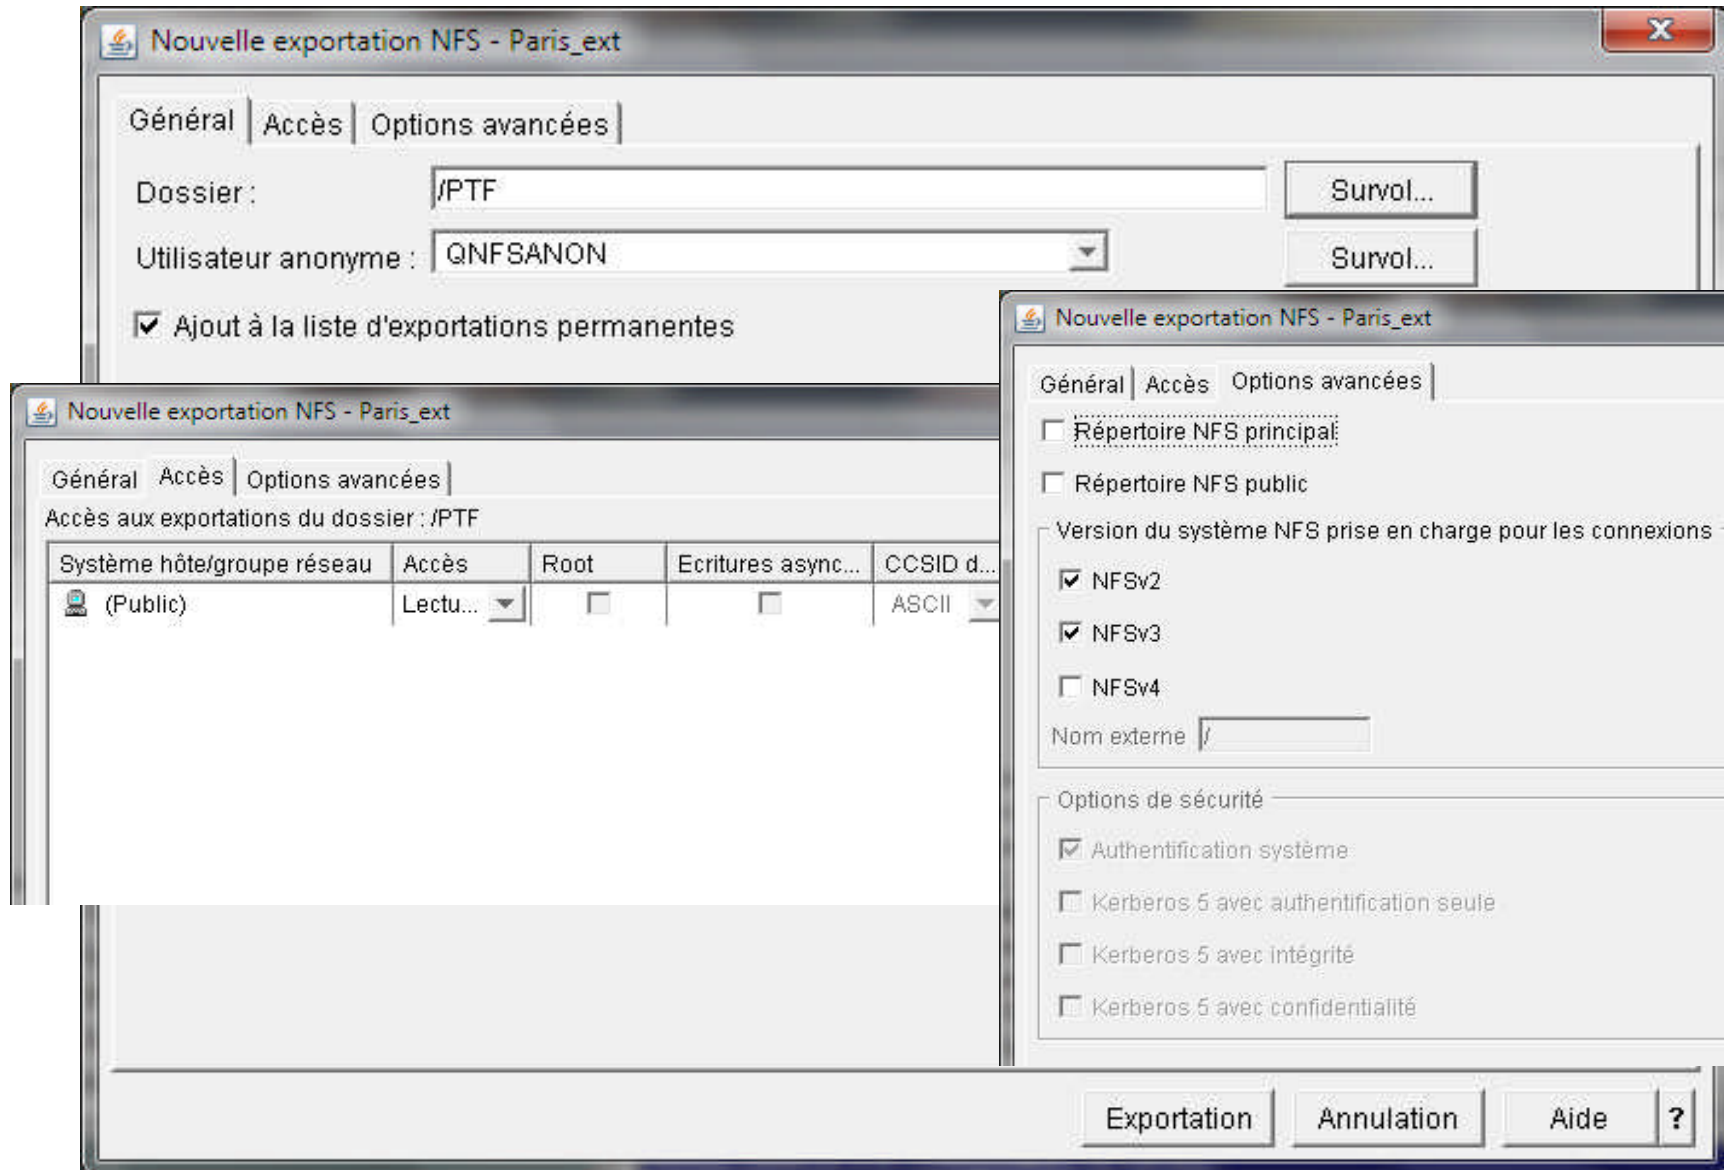 Nouvelle exportation NFS - Paris_ext
Général Accès Options avancées
Dossier : /PTF Survol...
Utilisateur anonyme : QNFSANON Survol...
Ajout à la liste d'exportations permanentes
Nouvelle exportation NFS - Paris_ext
Général Accès Options avancées
Accès aux exportations du dossier : /PTF
Système hôte/groupe réseau Accès Root Ecritures async... CCSID d...
(Public) Lectu... ASCII
Nouvelle exportation NFS - Paris_ext
Général Accès Options avancées
Répertoire NFS principal
Répertoire NFS public
Version du système NFS prise en charge pour les connexions
NFSv2
NFSv3
NFSv4
Nom externe /
Options de sécurité
Authentification système
Kerberos 5 avec authentification seule
Kerberos 5 avec intégrité
Kerberos 5 avec confidentialité
Exportation Annulation Aide ?